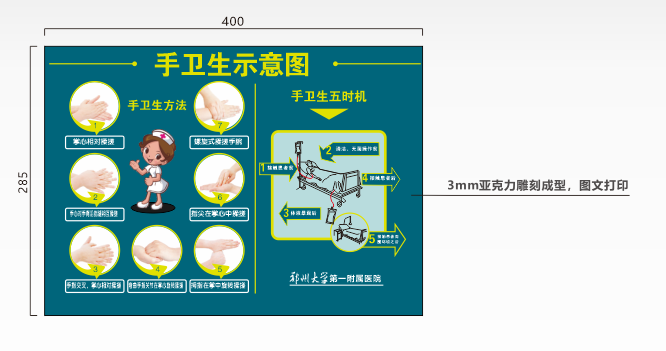 400
285
手卫生示意图
手卫生方法
1
掌心相对揉搓
7
螺旋式揉搓手腕
2
手心对手背沿指缝相互揉搓
6
指尖在掌心中揉搓
3
手指交叉，掌心相对揉搓
4
弯曲手指关节在掌心旋转揉搓
5
拇指在掌中旋转揉搓
手卫生五时机
1 接触患者前
2 清洁、无菌操作前
3 体液暴露后
4 接触患者后
5 接触患者周围环境之后
郑州大学第一附属医院
3mm亚克力雕刻成型，图文打印